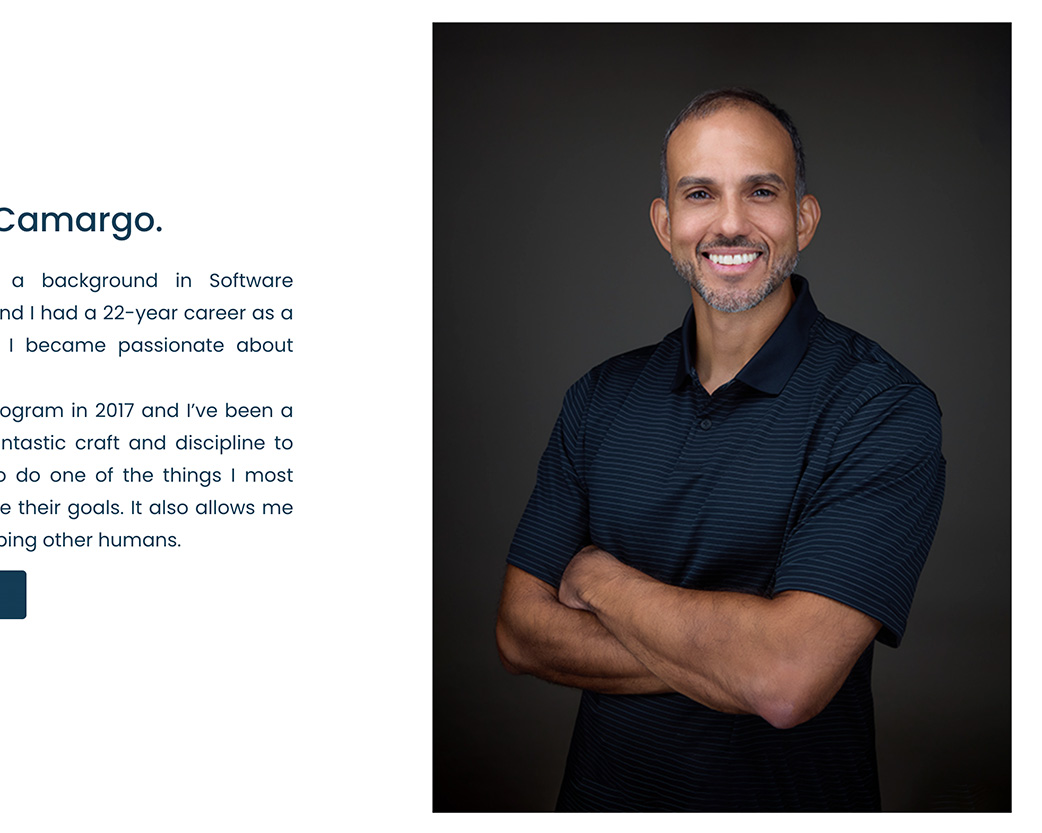 Camargo.
a background in Software
nd I had a 22-year career as a
I became passionate about
ogram in 2017 and I've been a
ntastic craft and discipline to
o do one of the things I most
e their goals. It also allows me
ping other humans.